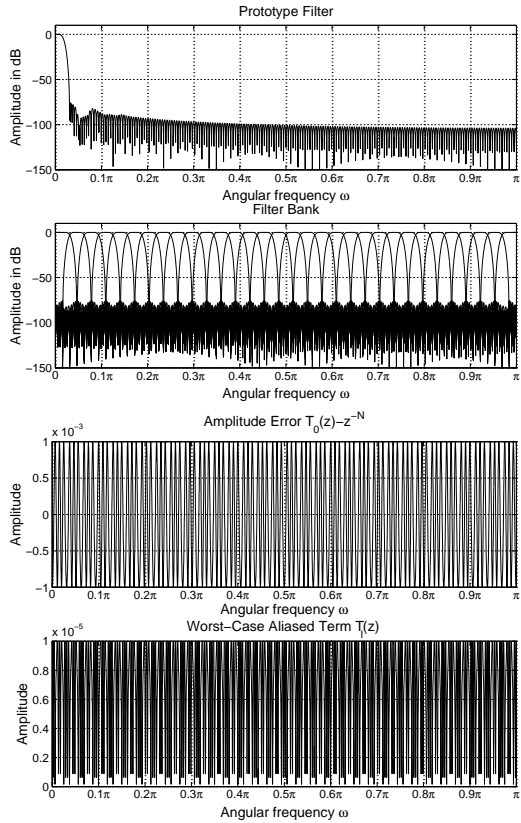 Prototype Filter
Amplitude in dB
0
−50
−100
−150
0 0.1π 0.2π 0.3π 0.4π 0.5π 0.6π 0.7π 0.8π 0.9π π
Angular frequency ω
Filter Bank
Amplitude in dB
0
−50
−100
−150
0 0.1π 0.2π 0.3π 0.4π 0.5π 0.6π 0.7π 0.8π 0.9π π
Angular frequency ω
Amplitude Error T0(z)−z−N
x 10−3
Amplitude
1
0.5
0
−0.5
−1
0 0.1π 0.2π 0.3π 0.4π 0.5π 0.6π 0.7π 0.8π 0.9π π
Angular frequency ω
Worst−Case Aliased Term Tl(z)
x 10−5
Amplitude
1
0.8
0.6
0.4
0.2
0
0 0.1π 0.2π 0.3π 0.4π 0.5π 0.6π 0.7π 0.8π 0.9π π
Angular frequency ω